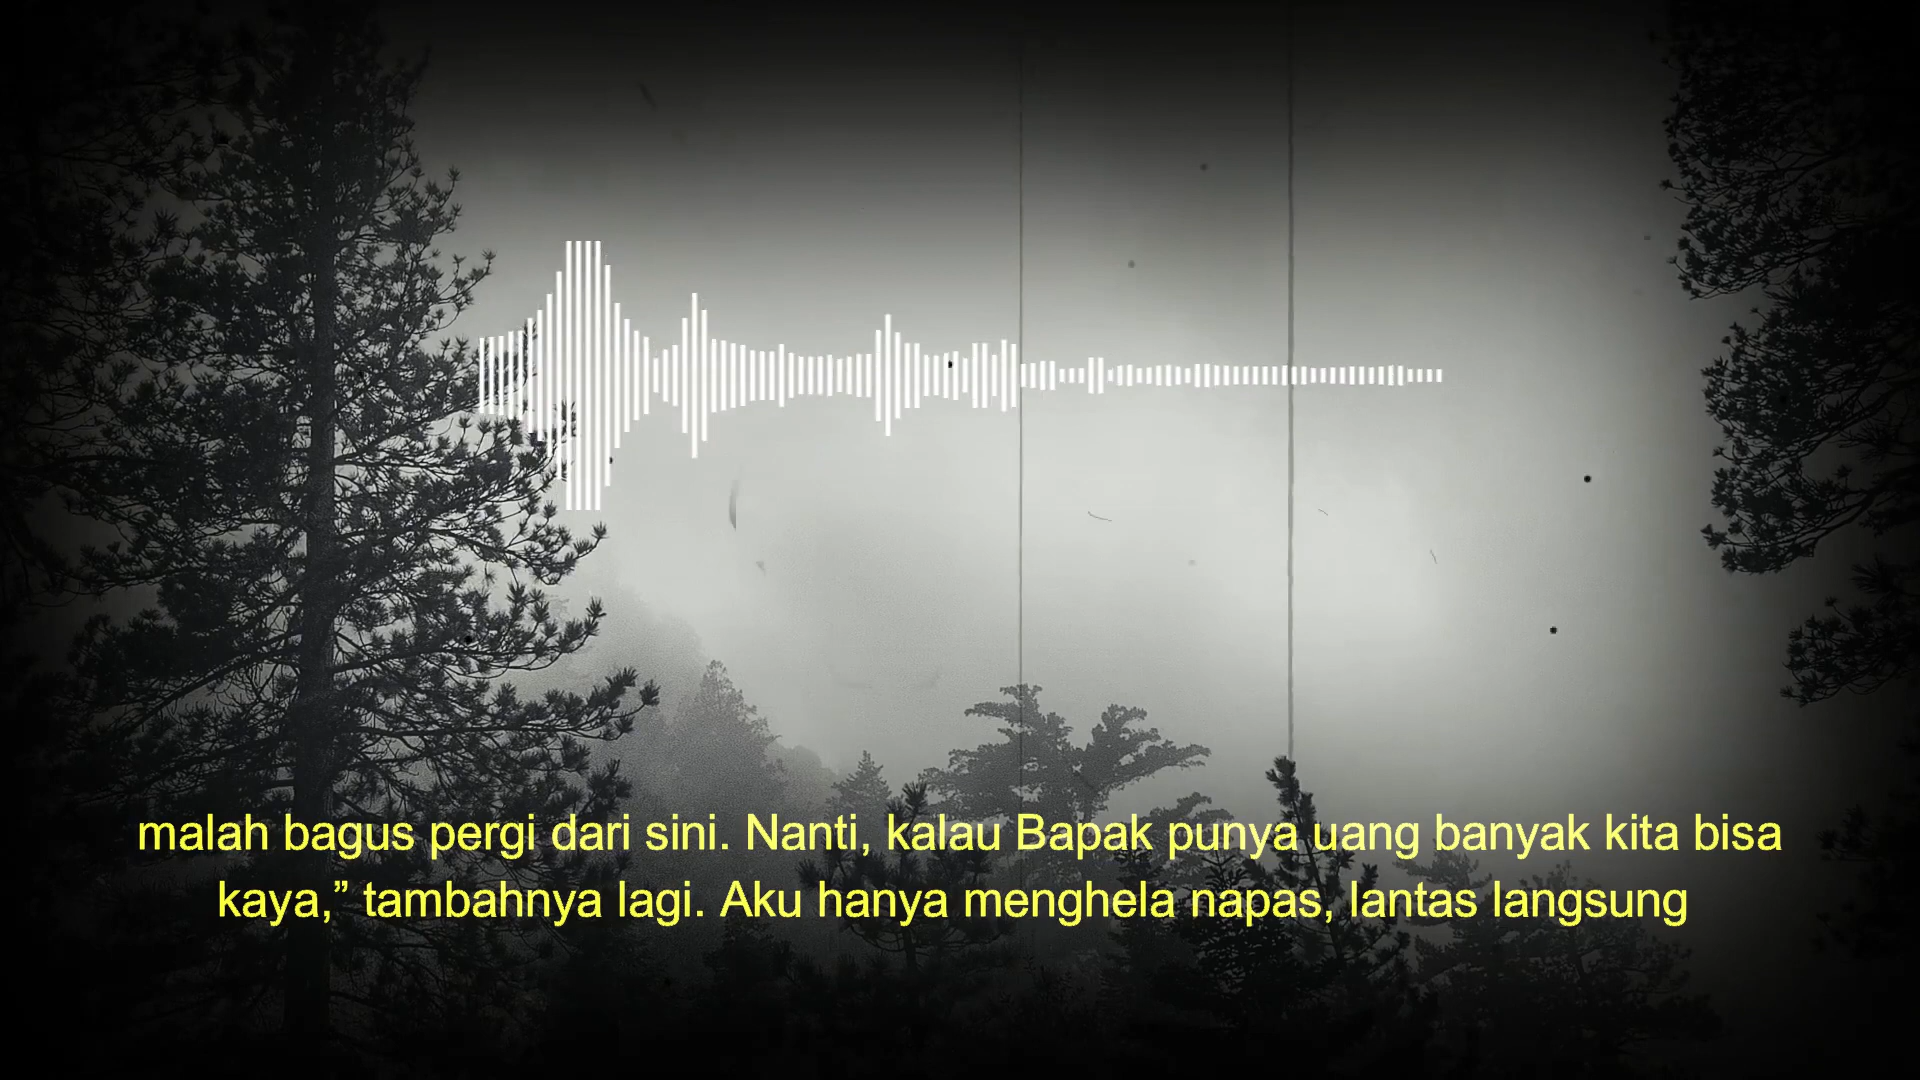 malah bagus pergi dari sini. Nanti, kalau Bapak punya uang banyak kita bisa
kaya,” tambahnya lagi. Aku hanya menghela napas, lantas langsung